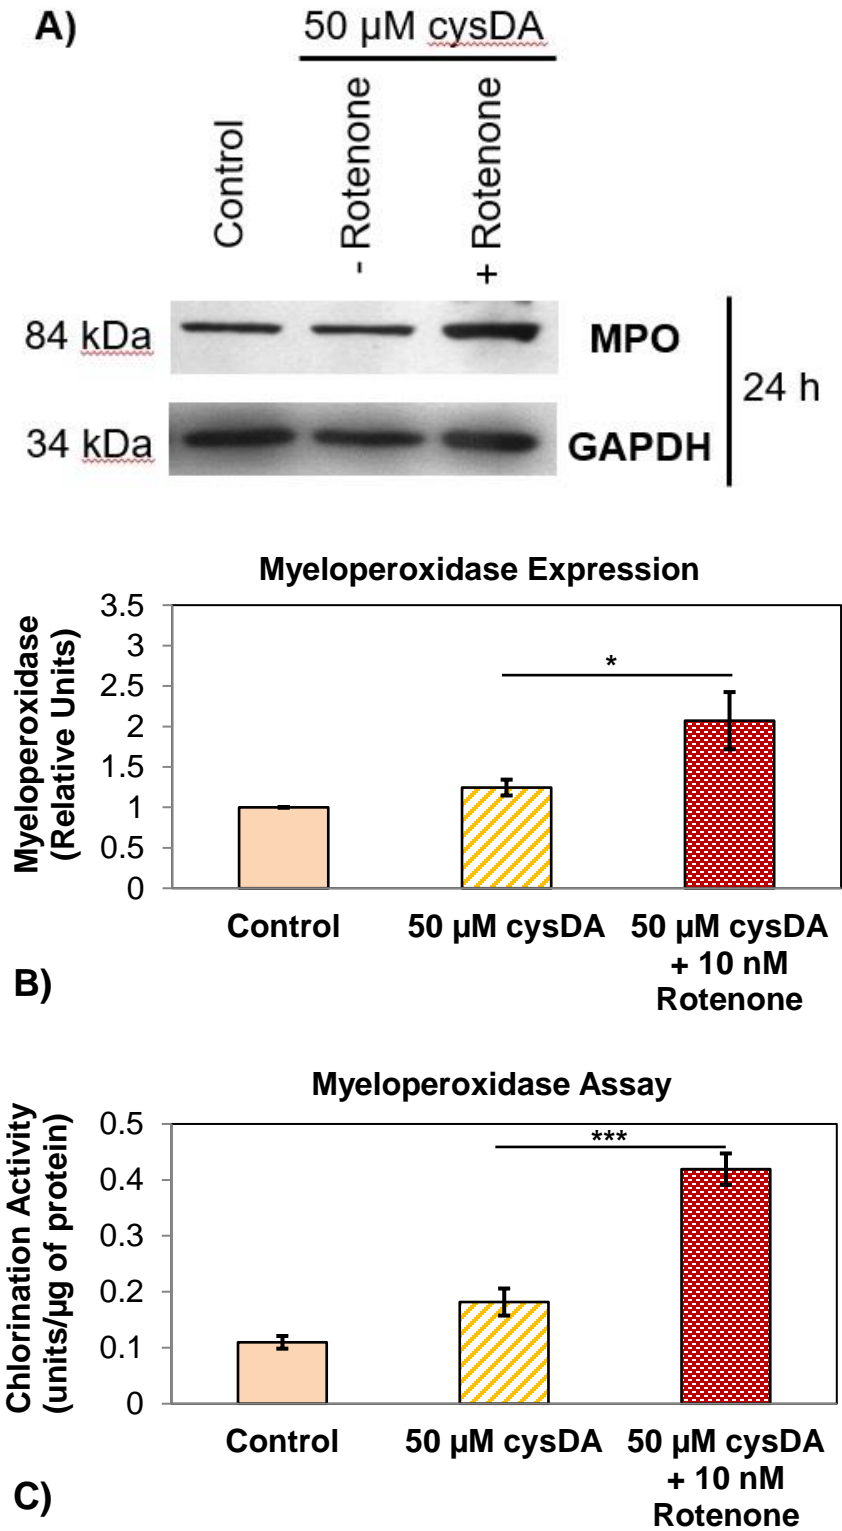 A)
50 µM cysDA
Control
- Rotenone
+ Rotenone
84 kDa
MPO
34 kDa
GAPDH
24 h
Myeloperoxidase Expression
Myeloperoxidase
(Relative Units)
3.5
3
2.5
2
1.5
1
0.5
0
*
Control
50 µM cysDA
50 µM cysDA
+ 10 nM
Rotenone
B)
Myeloperoxidase Assay
Chlorination Activity
(units/µg of protein)
0.5
0.4
0.3
0.2
0.1
0
***
Control
50 µM cysDA
50 µM cysDA
+ 10 nM
Rotenone
C)